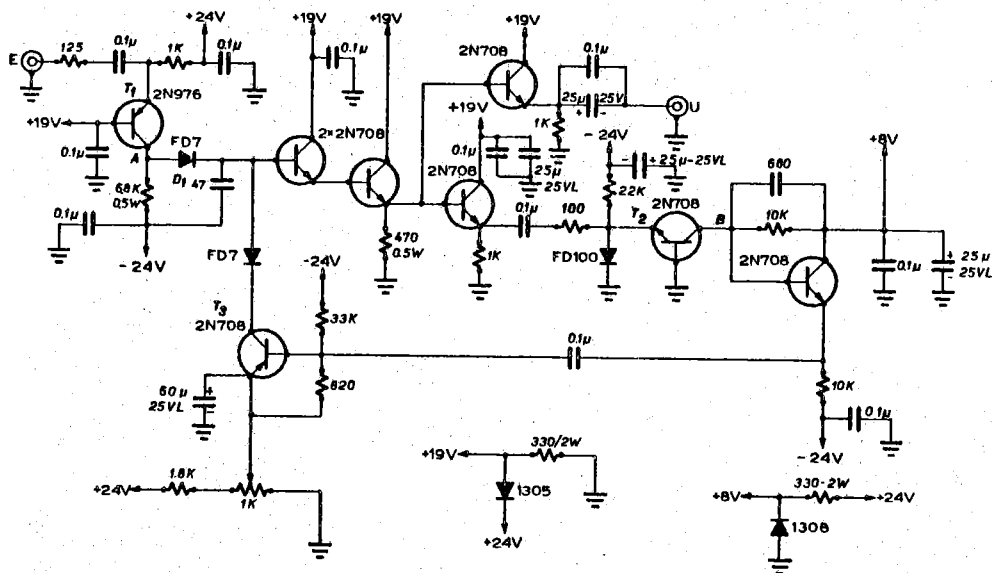 E
125
0.1μ
1K
+24V
0.1μ
T1
2N976
+19V
0.1μ
A
FD7
D1
47
6,8K
0.5W
0.1μ
-24V
+19V
0.1μ
2×2N708
+19V
470
0.5W
+19V
2N708
0.1μ
25μ
25V
+
-
1K
U
+19V
0.1μ
25μ
25VL
2N708
1K
0.1μ
100
-24V
- + 25μ-25VL
22K
FD100
T2
2N708
B
680
10K
2N708
+8V
0.1μ
+
-
25μ
25VL
10K
0.1μ
-24V
FD7
T3
2N708
-24V
33K
820
0.1μ
60μ
25VL
+
-
+24V
1.8K
1K
+19V
330/2W
1305
+24V
+8V
330-2W
+24V
1308